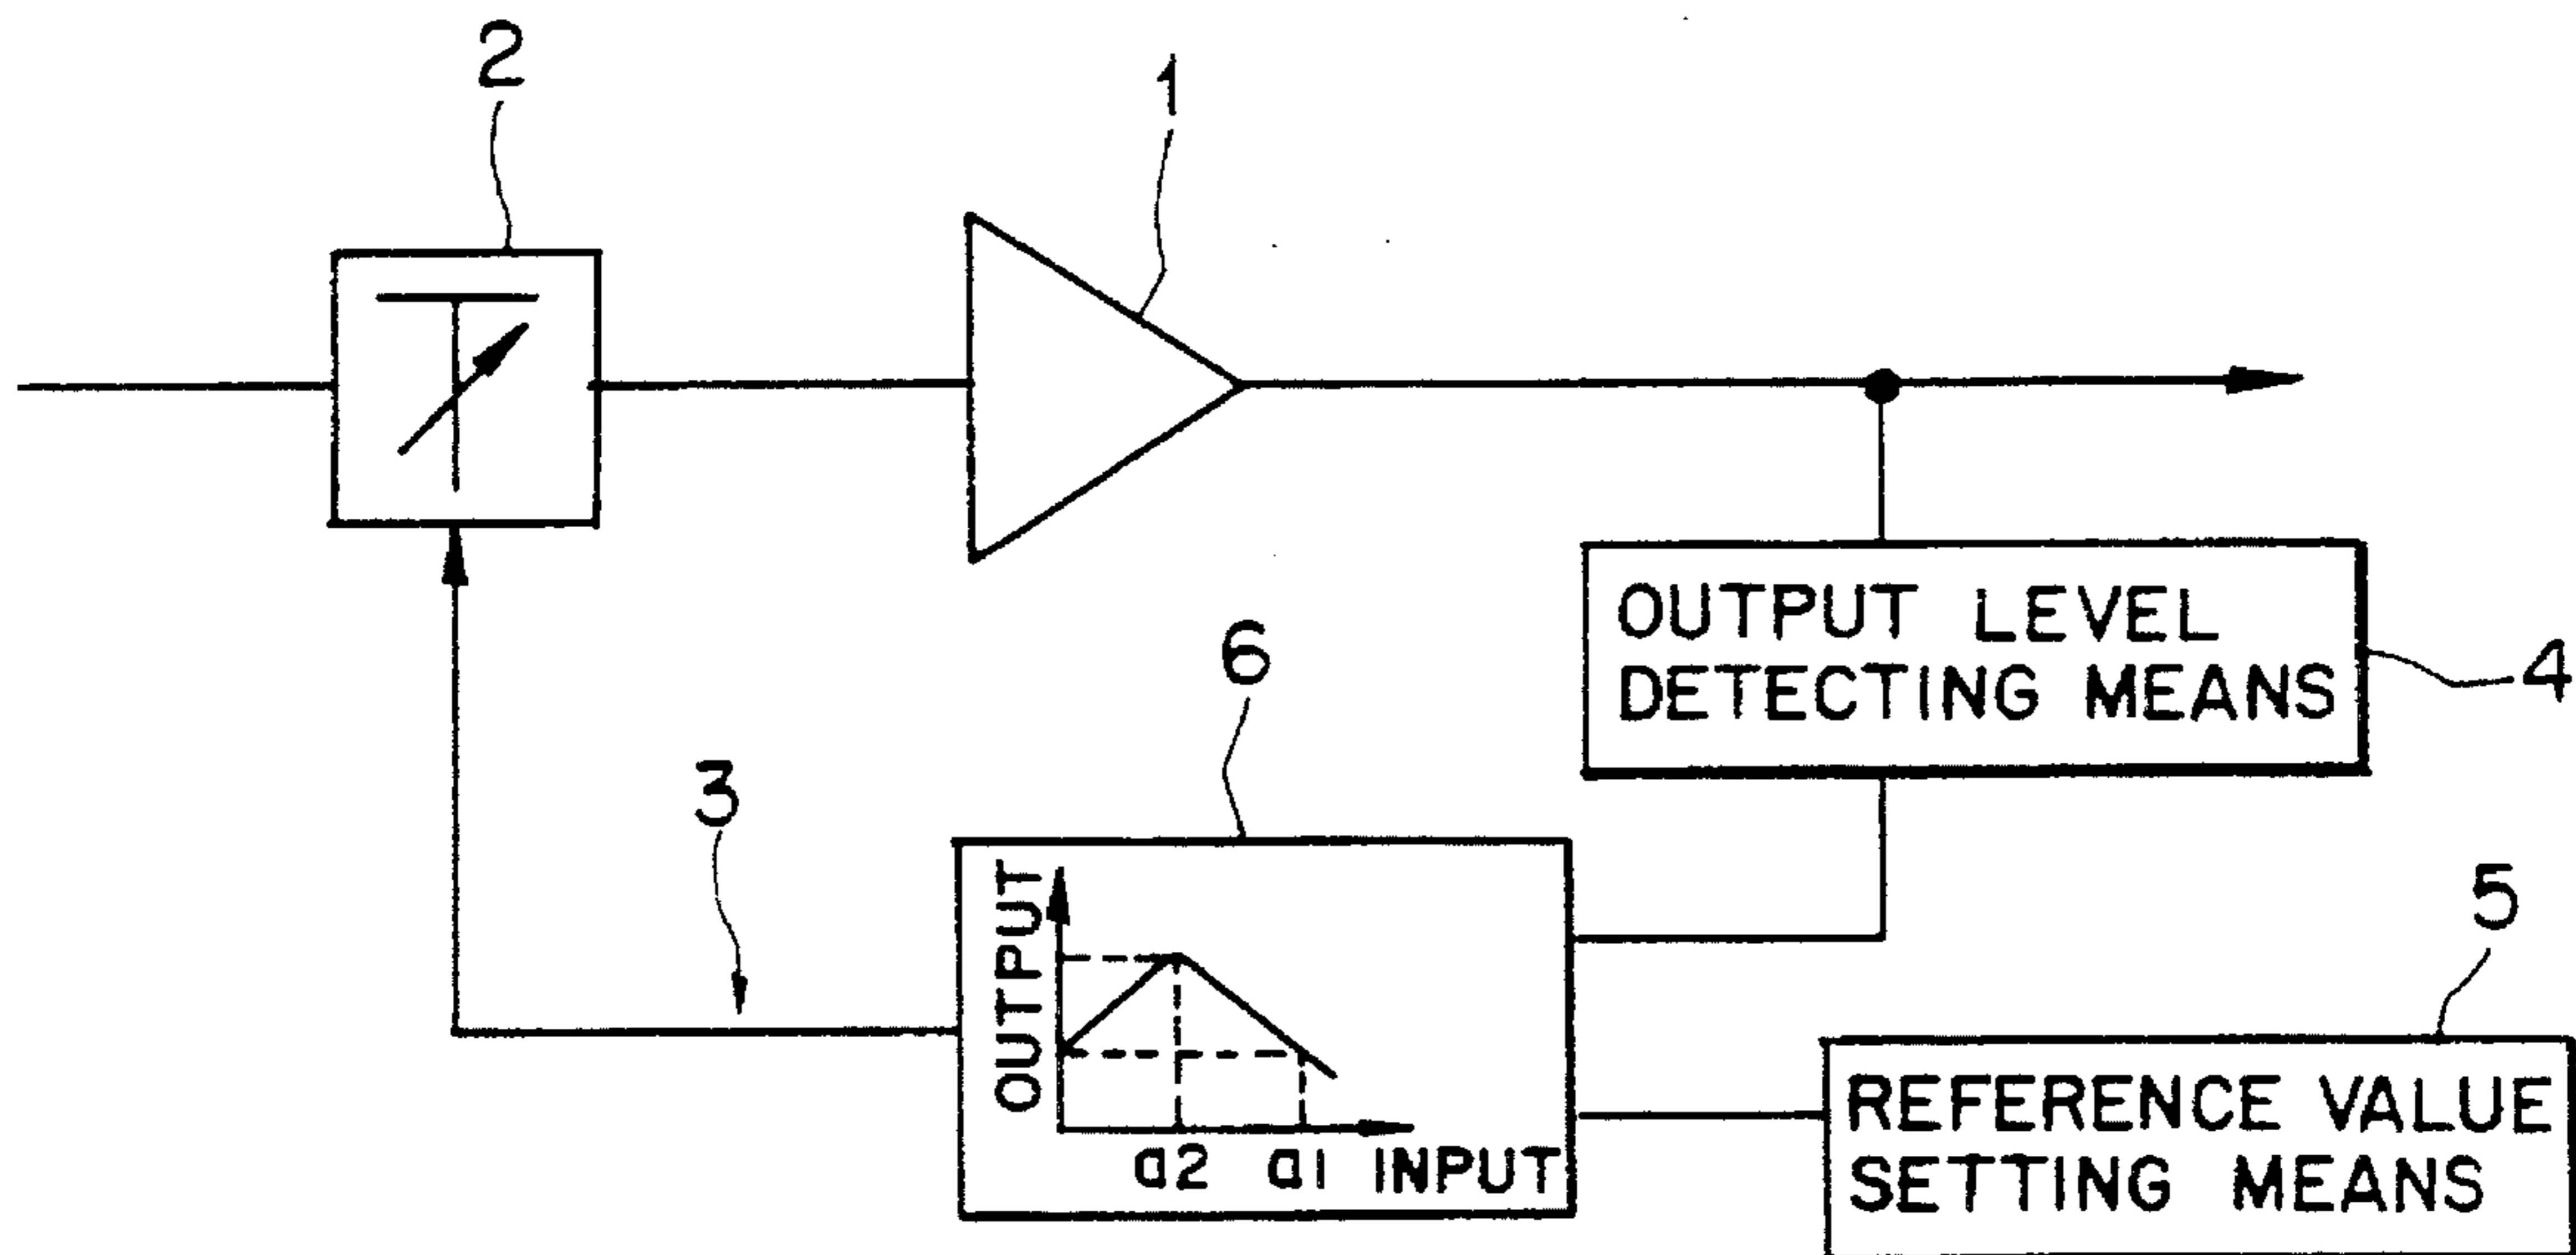 2
1
OUTPUT LEVEL
DETECTING MEANS
4
6
3
5
OUTPUT
a2 a1 INPUT
REFERENCE VALUE
SETTING MEANS